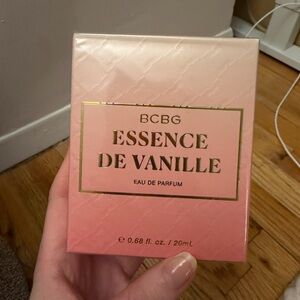 BCBG
ESSENCE
DE VANILLE
EAU DE PARFUM
℮ 0.68 fl. oz. / 20mL